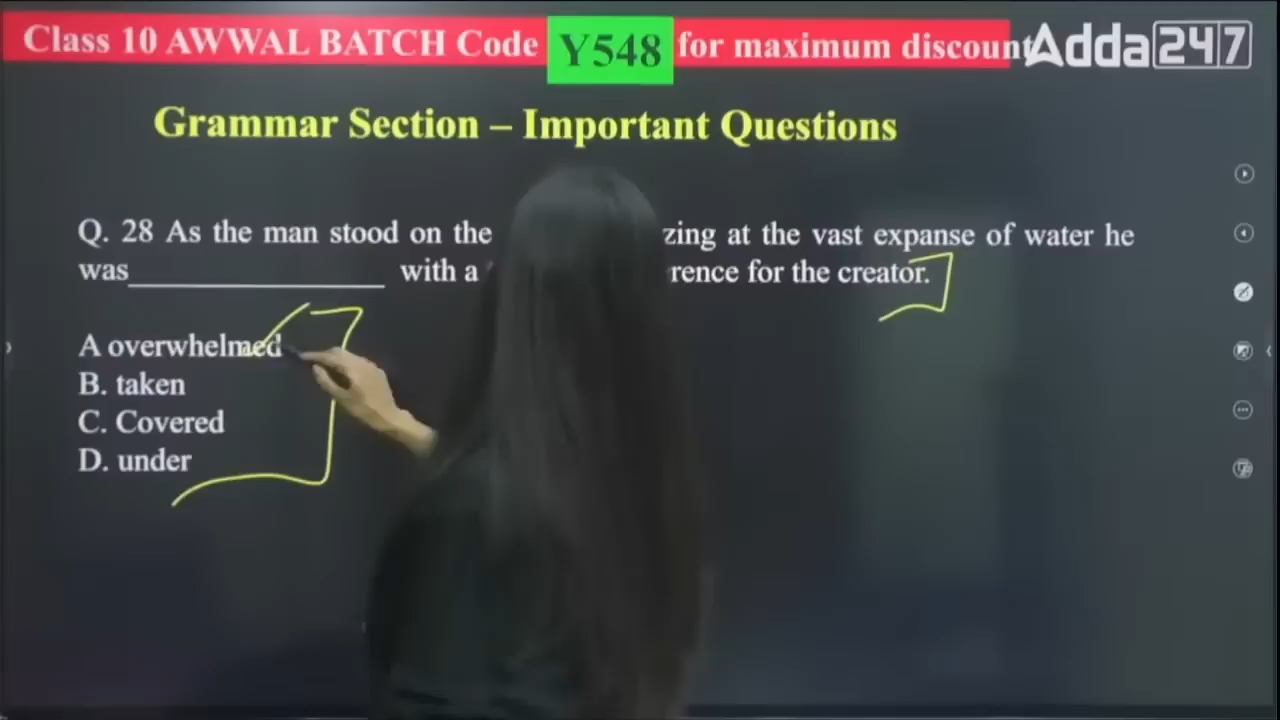 Class 10 AWWAL BATCH Code Y548 for maximum discount
Adda247
Grammar Section – Important Questions
Q. 28 As the man stood on the zing at the vast expanse of water he
was______________ with a rence for the creator.
A overwhelmed
B. taken
C. Covered
D. under